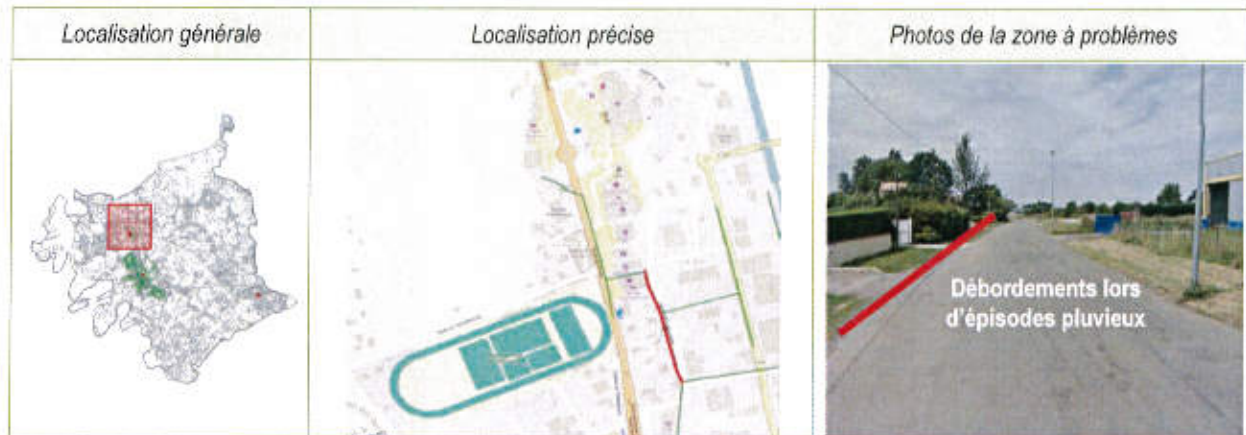 Localisation générale
Localisation précise
Photos de la zone à problèmes
Débordements lors
d'épisodes pluvieux